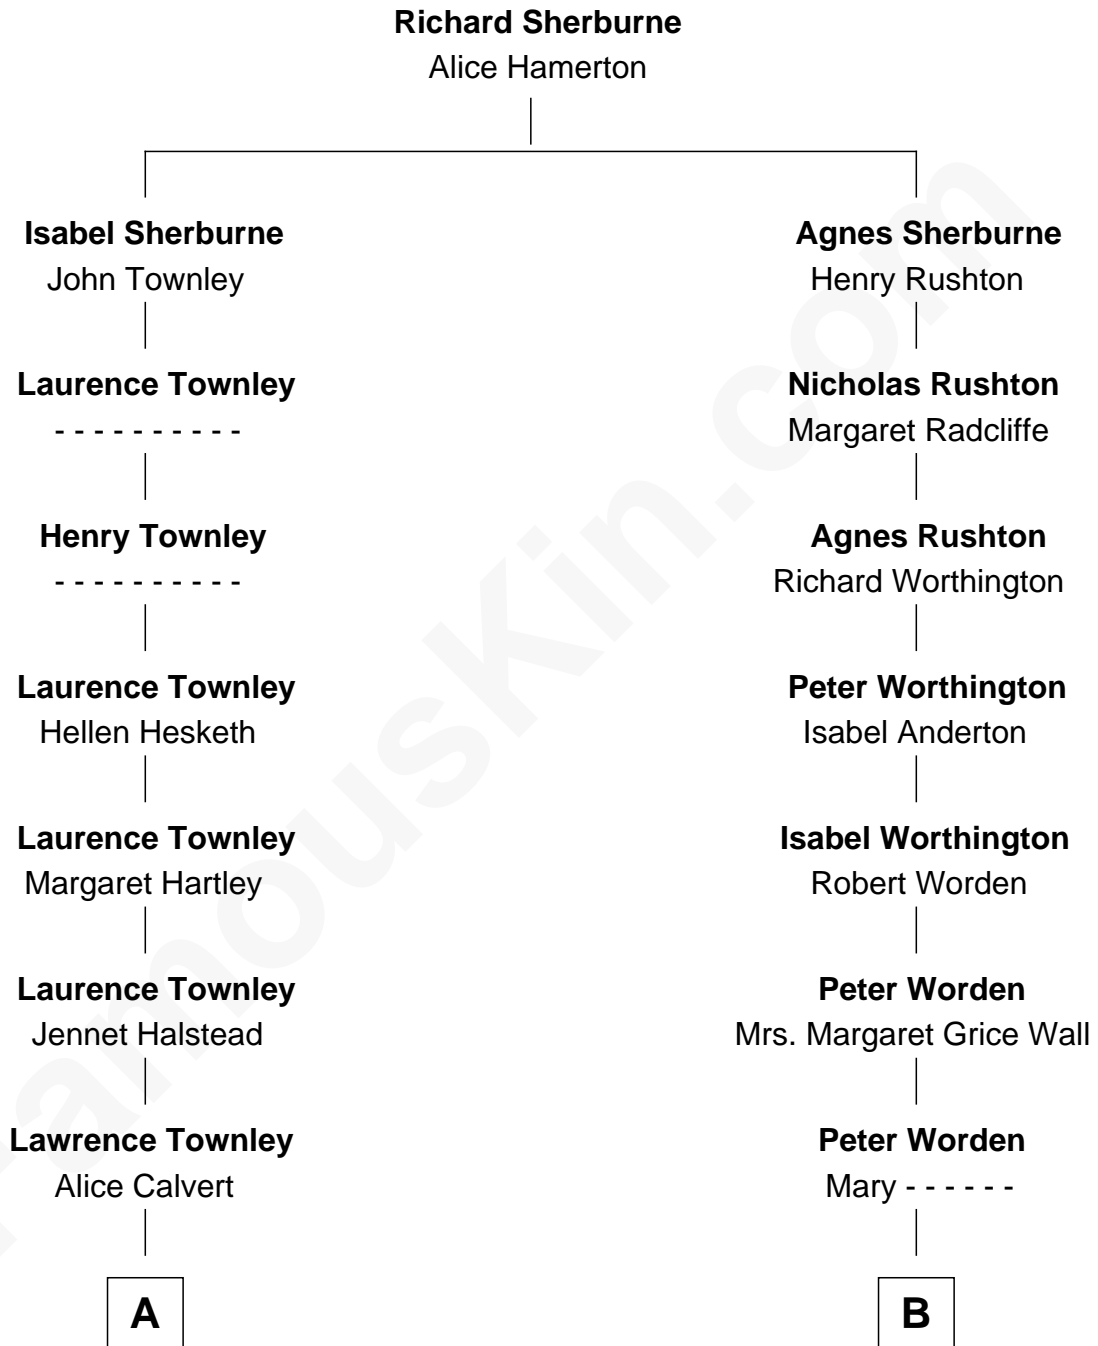 Richard Sherburne
Alice Hamerton
Isabel Sherburne
John Townley
Agnes Sherburne
Henry Rushton
Laurence Townley
- - - - - - - - - -
Nicholas Rushton
Margaret Radcliffe
Henry Townley
- - - - - - - - - -
Agnes Rushton
Richard Worthington
Laurence Townley
Hellen Hesketh
Peter Worthington
Isabel Anderton
Laurence Townley
Margaret Hartley
Isabel Worthington
Robert Worden
Laurence Townley
Jennet Halstead
Peter Worden
Mrs. Margaret Grice Wall
Lawrence Townley
Alice Calvert
Peter Worden
Mary - - - - - -
A
B
FamousKin.com